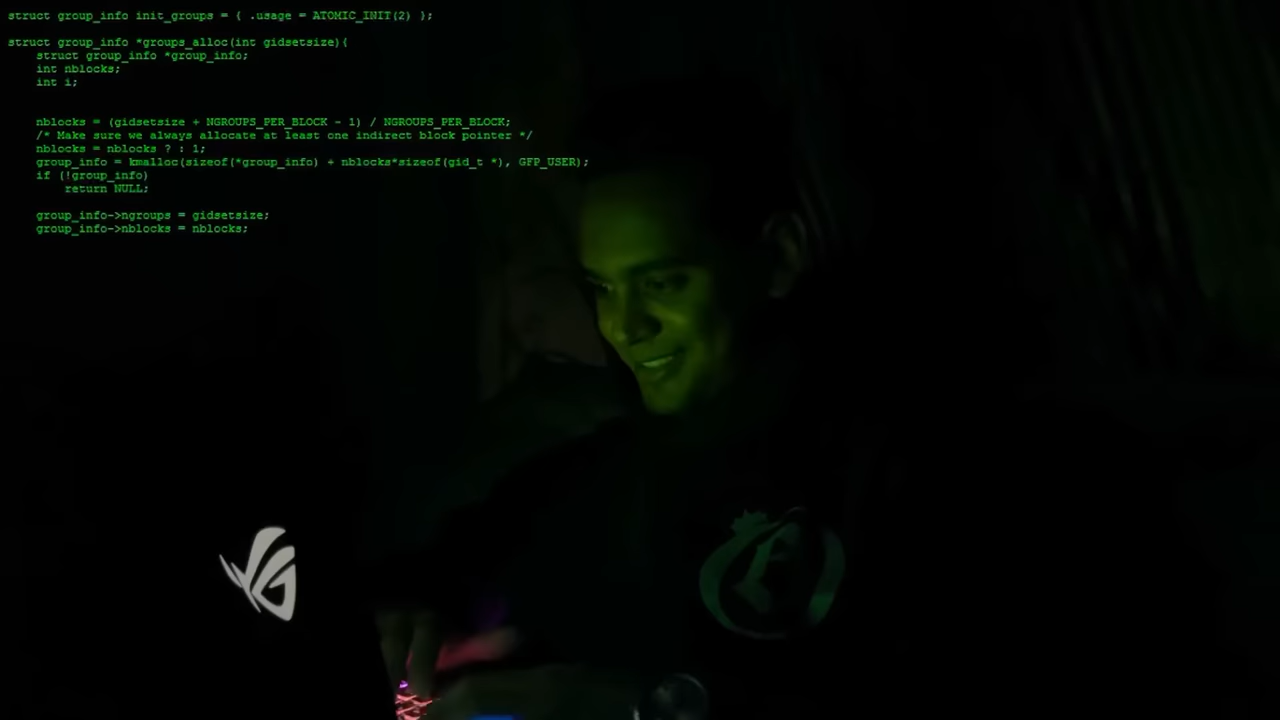 struct group_info init_groups = { .usage = ATOMIC_INIT(2) };
struct group_info *groups_alloc(int gidsetsize){
struct group_info *group_info;
int nblocks;
int i;
nblocks = (gidsetsize + NGROUPS_PER_BLOCK - 1) / NGROUPS_PER_BLOCK;
/* Make sure we always allocate at least one indirect block pointer */
nblocks = nblocks ? : 1;
group_info = kmalloc(sizeof(*group_info) + nblocks*sizeof(gid_t *), GFP_USER);
if (!group_info)
return NULL;
group_info->ngroups = gidsetsize;
group_info->nblocks = nblocks;